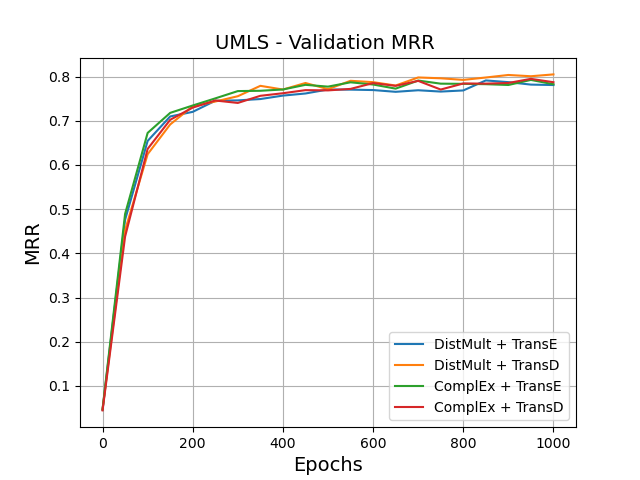 UMLS - Validation MRR
MRR
0.8
0.7
0.6
0.5
0.4
0.3
0.2
0.1
DistMult + TransE
DistMult + TransD
ComplEx + TransE
ComplEx + TransD
0 200 400 600 800 1000
Epochs